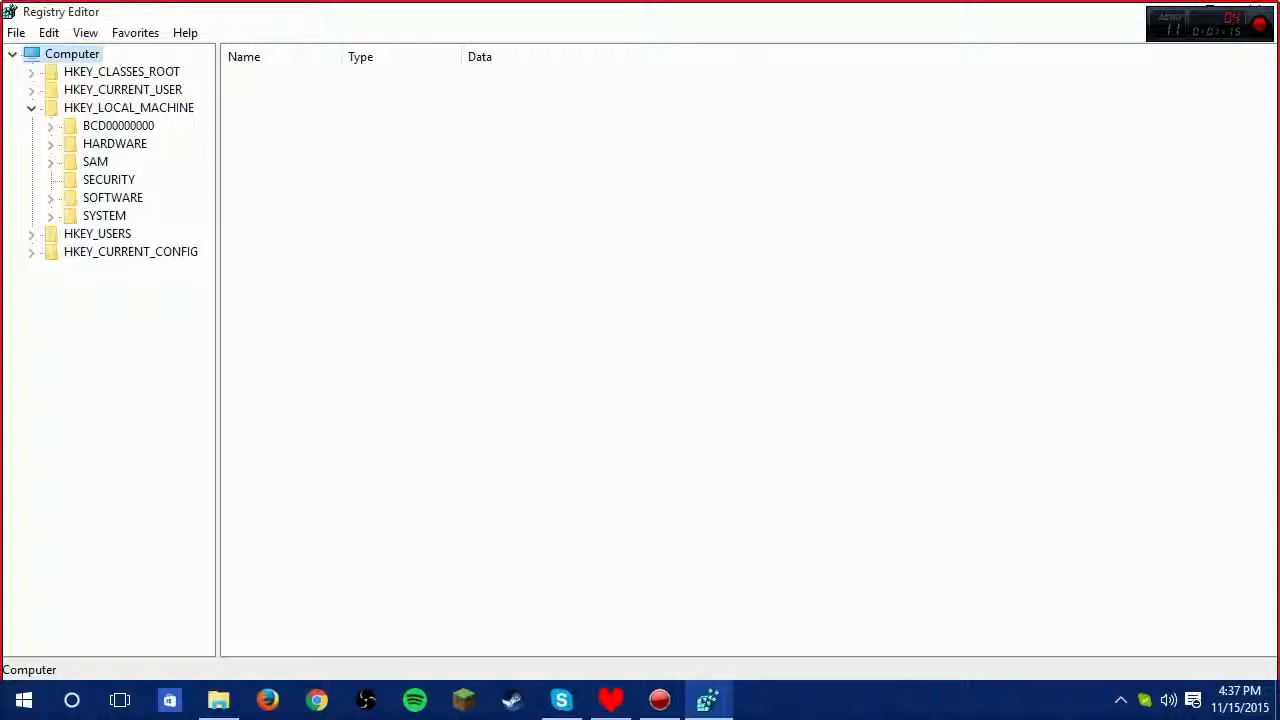 Registry Editor
File Edit View Favorites Help
Computer
HKEY_CLASSES_ROOT
HKEY_CURRENT_USER
HKEY_LOCAL_MACHINE
BCD00000000
HARDWARE
SAM
SECURITY
SOFTWARE
SYSTEM
HKEY_USERS
HKEY_CURRENT_CONFIG
Name Type Data
Computer
4:37 PM
11/15/2015